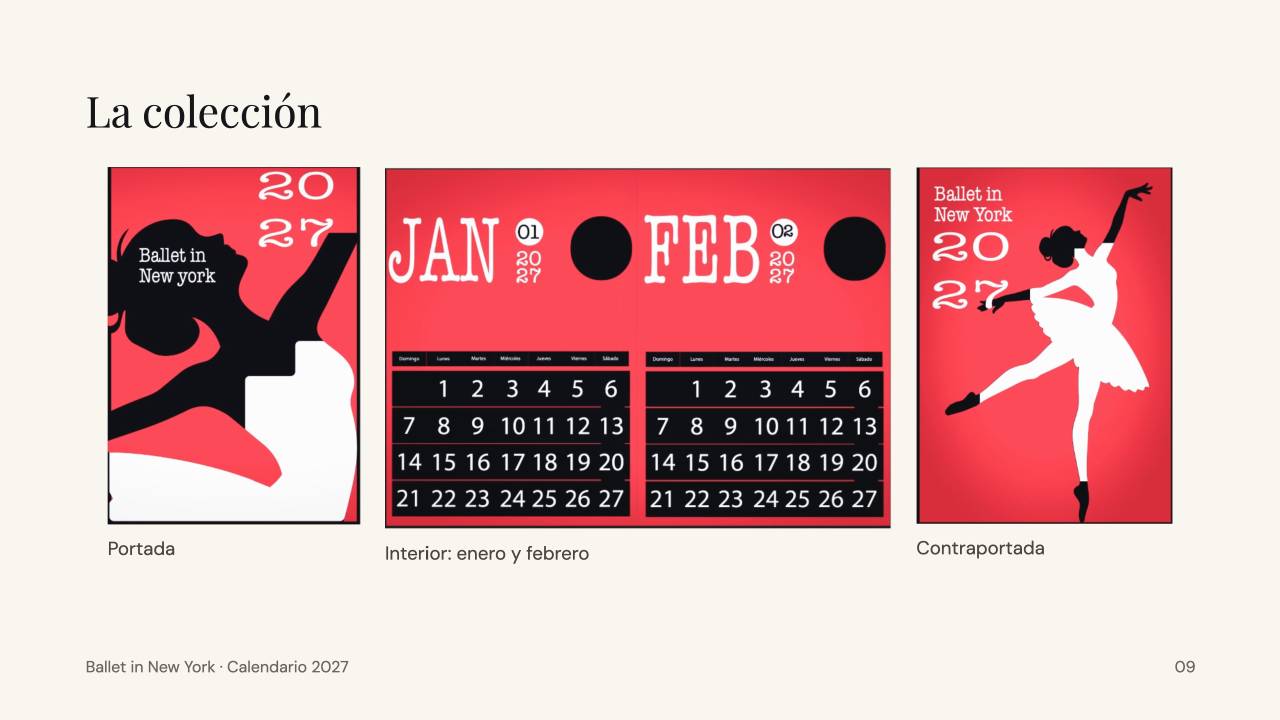 La colección
20
27
Ballet in
New york
JAN 01
20
27
FEB 02
20
27
Domingo Lunes Martes Miércoles Jueves Viernes Sábado
1 2 3 4 5 6
7 8 9 10 11 12 13
14 15 16 17 18 19 20
21 22 23 24 25 26 27
Domingo Lunes Martes Miércoles Jueves Viernes Sábado
1 2 3 4 5 6
7 8 9 10 11 12 13
14 15 16 17 18 19 20
21 22 23 24 25 26 27
Ballet in
New York
20
27
Portada
Interior: enero y febrero
Contraportada
Ballet in New York · Calendario 2027
09